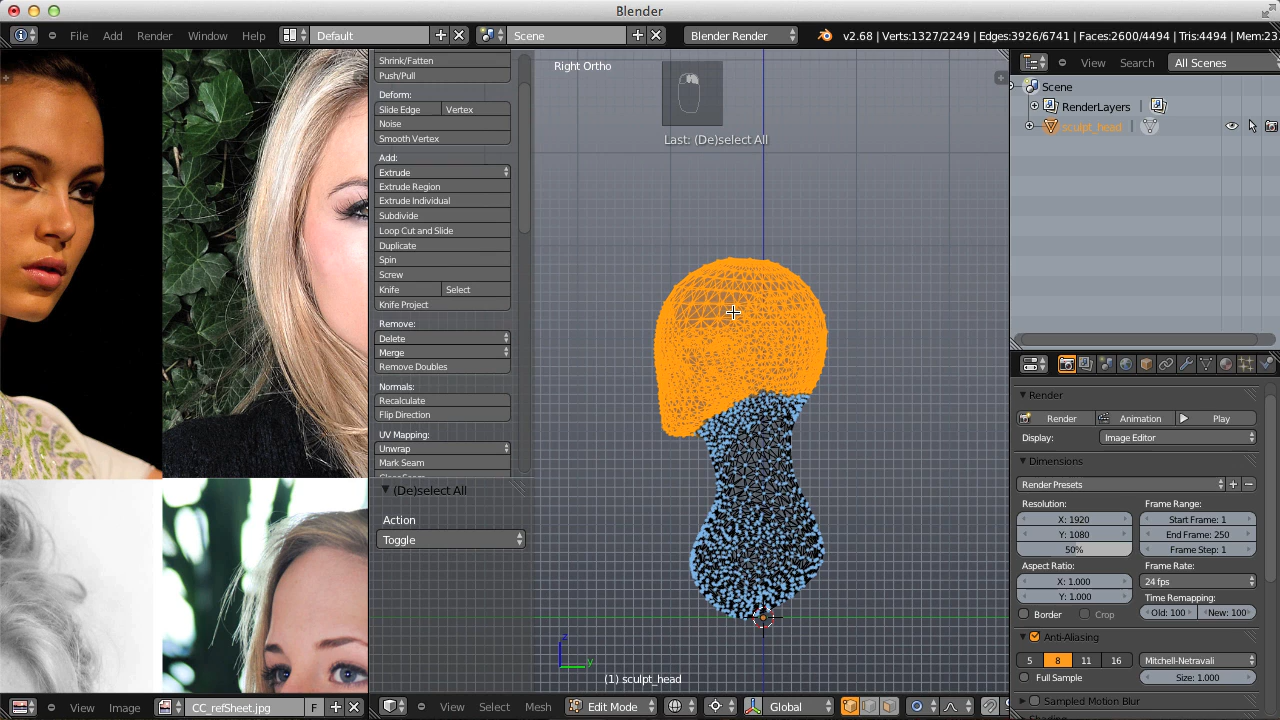 Blender
File Add Render Window Help Default Scene Blender Render v2.68 | Verts:1327/2249 | Edges:3926/6741 | Faces:2600/4494 | Tris:4494 | Mem:23.
Shrink/Fatten
Push/Pull
Deform:
Slide Edge Vertex
Noise
Smooth Vertex
Add:
Extrude
Extrude Region
Extrude Individual
Subdivide
Loop Cut and Slide
Duplicate
Spin
Screw
Knife Select
Knife Project
Remove:
Delete
Merge
Remove Doubles
Normals:
Recalculate
Flip Direction
UV Mapping:
Unwrap
Mark Seam
(De)select All
Action
Toggle
Right Ortho
Last: (De)select All
z
y
(1) sculpt_head
View Image CC_refSheet.jpg F
View Select Mesh Edit Mode Global
View Search All Scenes
Scene
RenderLayers
sculpt_head
Render
Render Animation Play
Display: Image Editor
Dimensions
Render Presets
Resolution: Frame Range:
X: 1920 Start Frame: 1
Y: 1080 End Frame: 250
50% Frame Step: 1
Aspect Ratio: Frame Rate:
X: 1.000 24 fps
Y: 1.000 Time Remapping:
Border Crop Old: 100 New: 100
Anti-Aliasing
5 8 11 16 Mitchell-Netravali
Full Sample Size: 1.000
Sampled Motion Blur